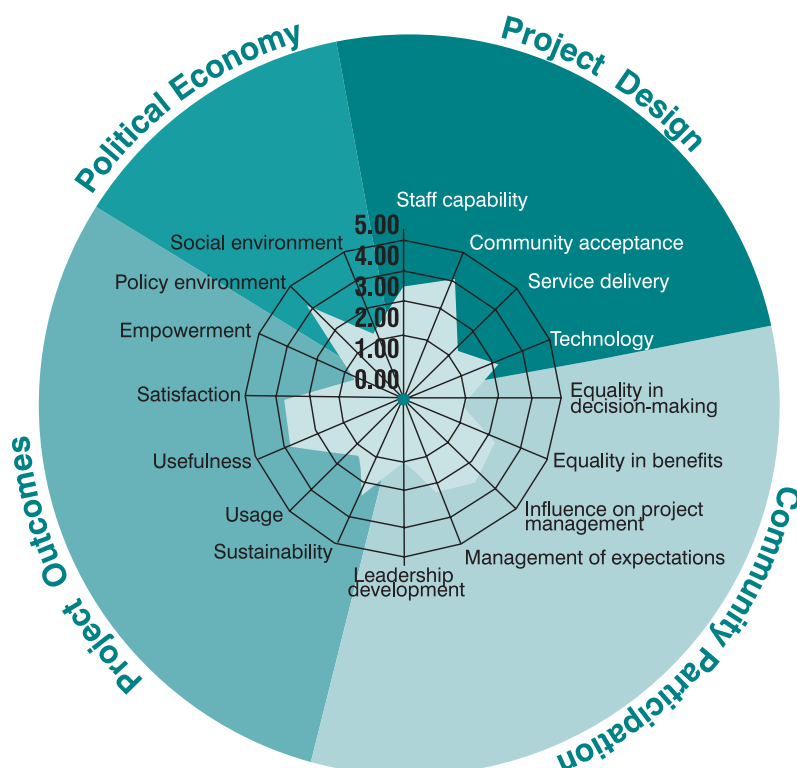 Political Economy
Project Design
Staff capability
5.00
4.00
3.00
2.00
1.00
0.00
Social environment
Community acceptance
Policy environment
Service delivery
Empowerment
Technology
Satisfaction
Equality in
decision-making
Usefulness
Equality in benefits
Usage
Influence on project
management
Sustainability
Management of expectations
Leadership
development
Project Outcomes
Community Participation